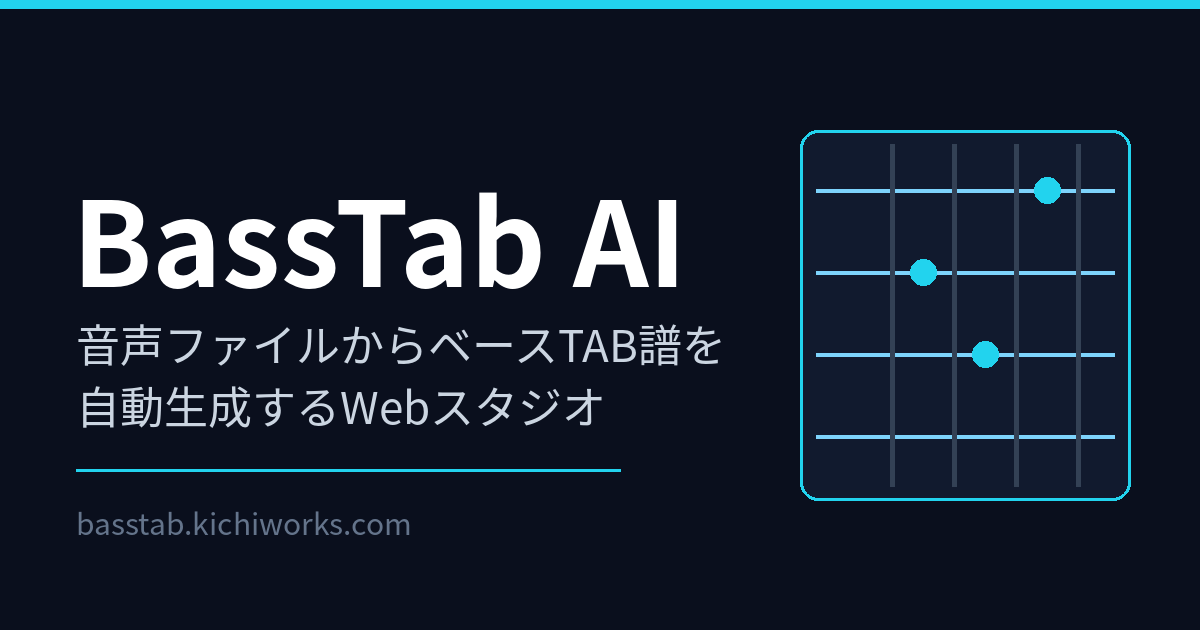 BassTab AI
音声ファイルからベースTAB譜を
自動生成するWebスタジオ
basstab.kichiworks.com